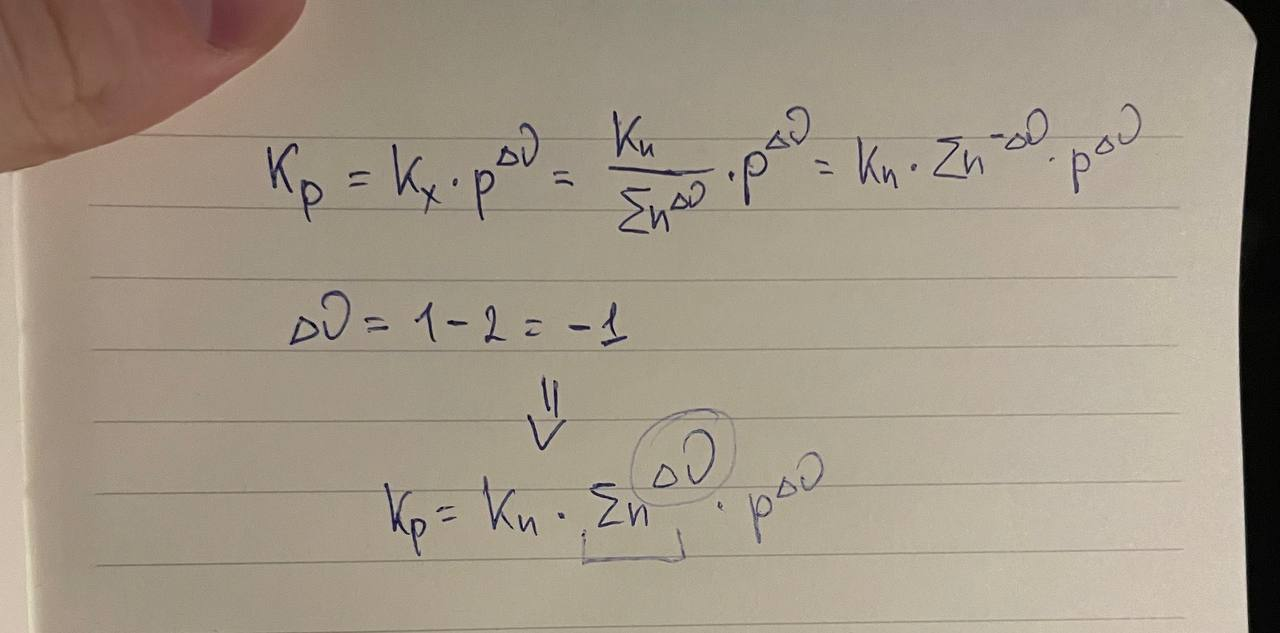 Kp = Kx · p^Δν = Kn / Σn^Δν · p^Δν = Kn · Σn^-Δν · p^Δν
Δν = 1 - 2 = -1
⇓
Kp = Kn · Σn^Δν · p^Δν